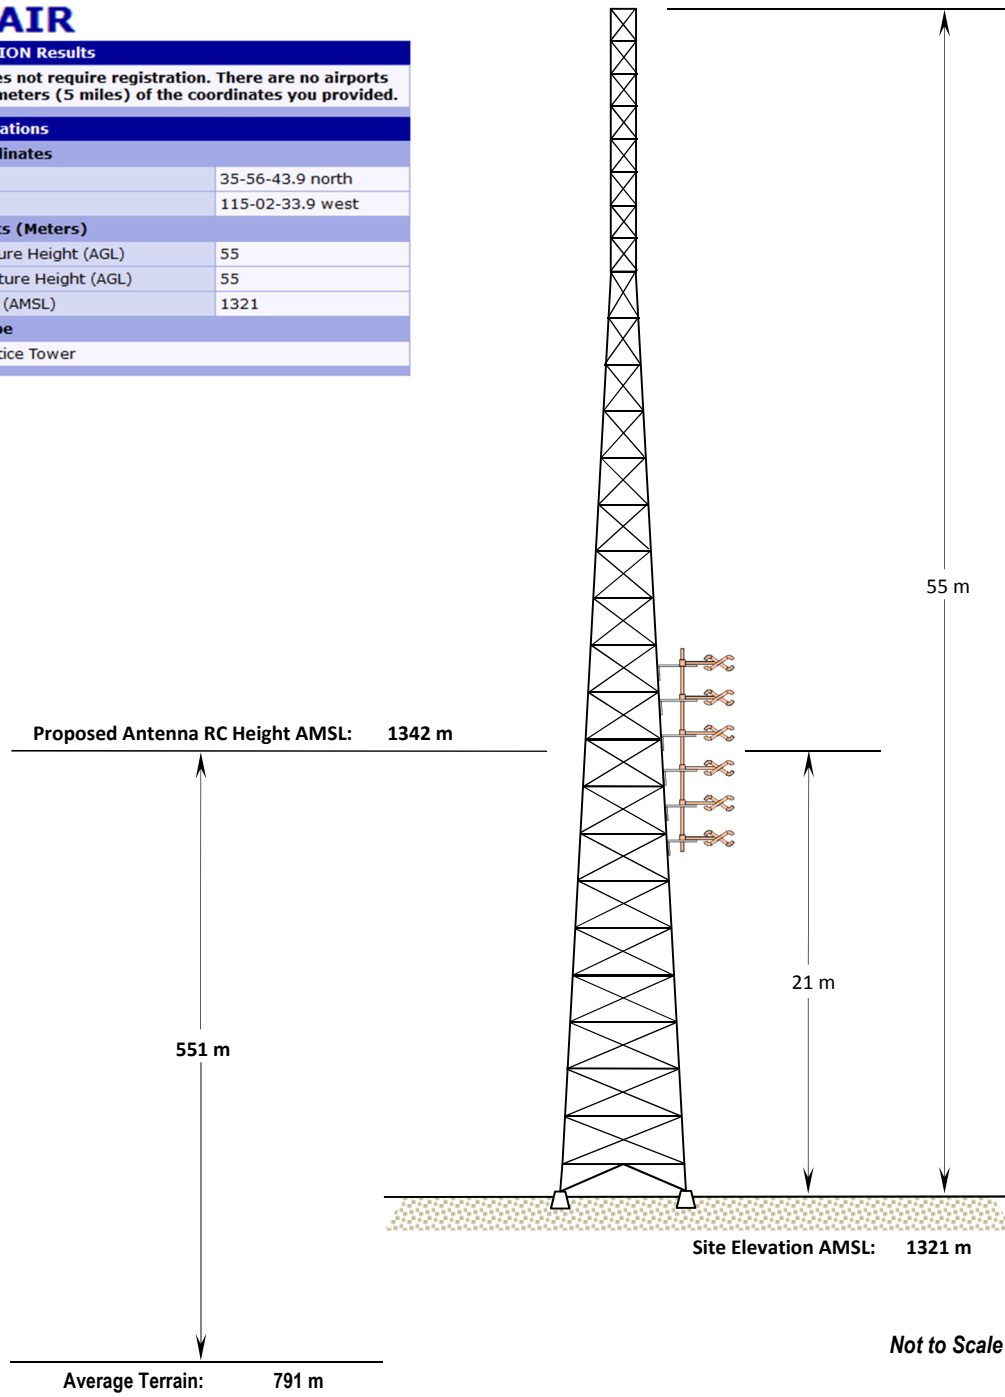 AIR
ION Results
es not require registration. There are no airports
meters (5 miles) of the coordinates you provided.
ations
linates
35-56-43.9 north
115-02-33.9 west
s (Meters)
ure Height (AGL) 55
ture Height (AGL) 55
(AMSL) 1321
pe
tice Tower
55 m
Proposed Antenna RC Height AMSL: 1342 m
21 m
551 m
Site Elevation AMSL: 1321 m
Not to Scale
Average Terrain: 791 m